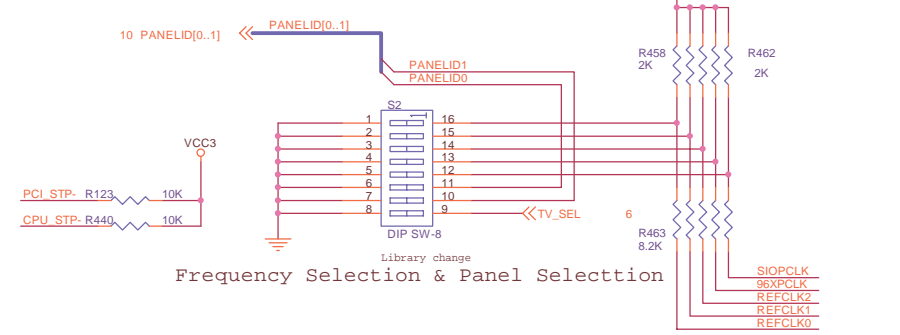 10 PANELID[0..1]
PANELID[0..1]
R458
2K
R462
2K
PANELID1
PANELID0
S2
1 16
2 15
3 14
4 13
5 12
6 11
7 10
8 9
1
DIP SW-8
TV_SEL 6
VCC3
PCI_STP- R123 10K
CPU_STP- R440 10K
R463
8.2K
Library change
Frequency Selection & Panel Selecttion
SIOPCLK
96XPCLK
REFCLK2
REFCLK1
REFCLK0